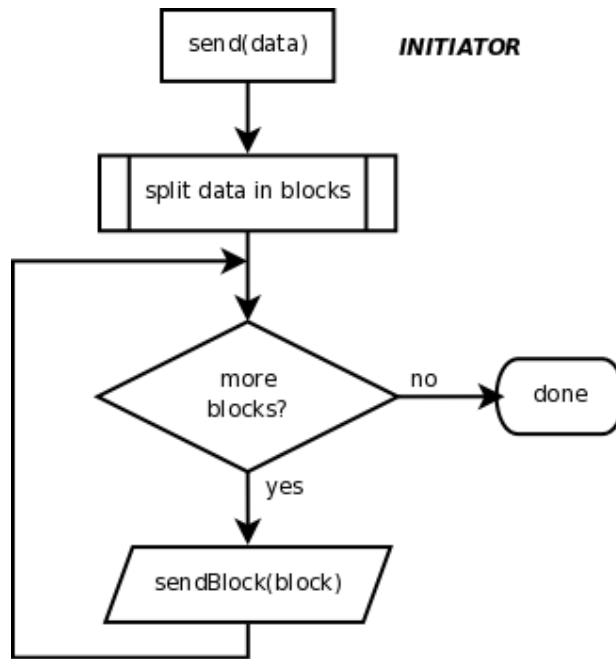 send(data)
INITIATOR
split data in blocks
more
blocks?
no
done
yes
sendBlock(block)